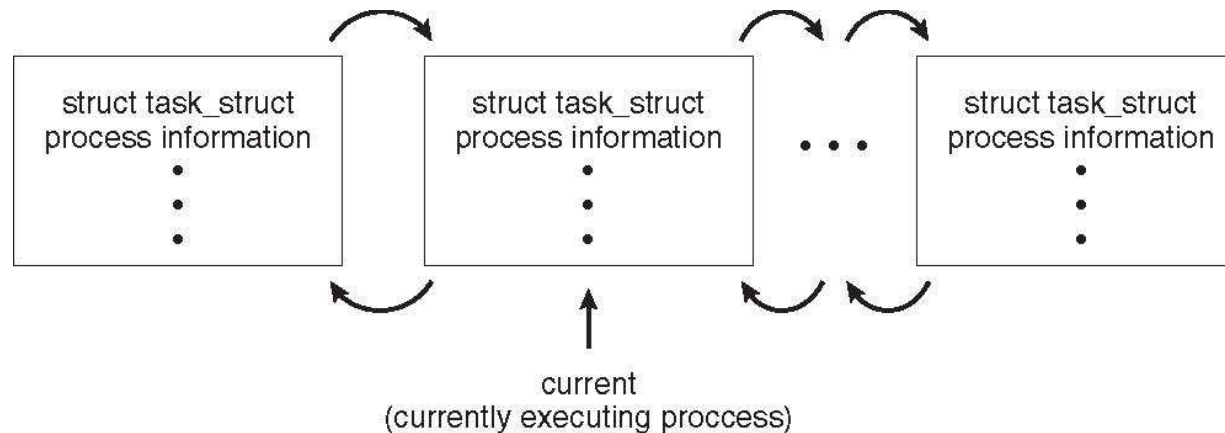 struct task_struct
process information
struct task_struct
process information
struct task_struct
process information
current
(currently executing proccess)